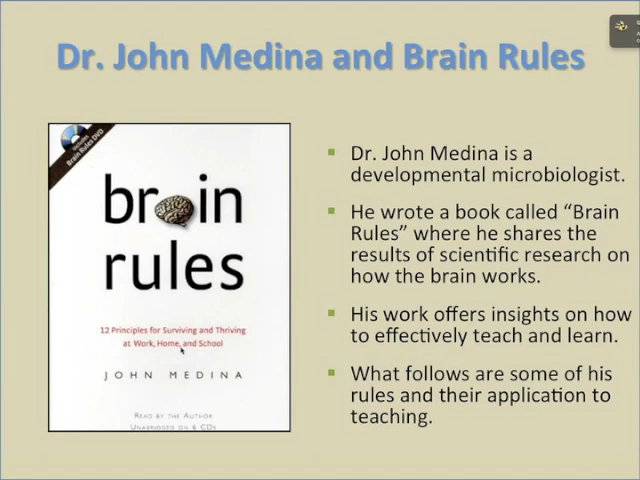 Dr. John Medina and Brain Rules
includes
Brain Rules DVD
brain
rules
12 Principles for Surviving and Thriving
at Work, Home, and School
JOHN MEDINA
READ BY THE AUTHOR
UNABRIDGED ON 6 CDS
Dr. John Medina is a
developmental microbiologist.
He wrote a book called “Brain
Rules” where he shares the
results of scientific research on
how the brain works.
His work offers insights on how
to effectively teach and learn.
What follows are some of his
rules and their application to
teaching.